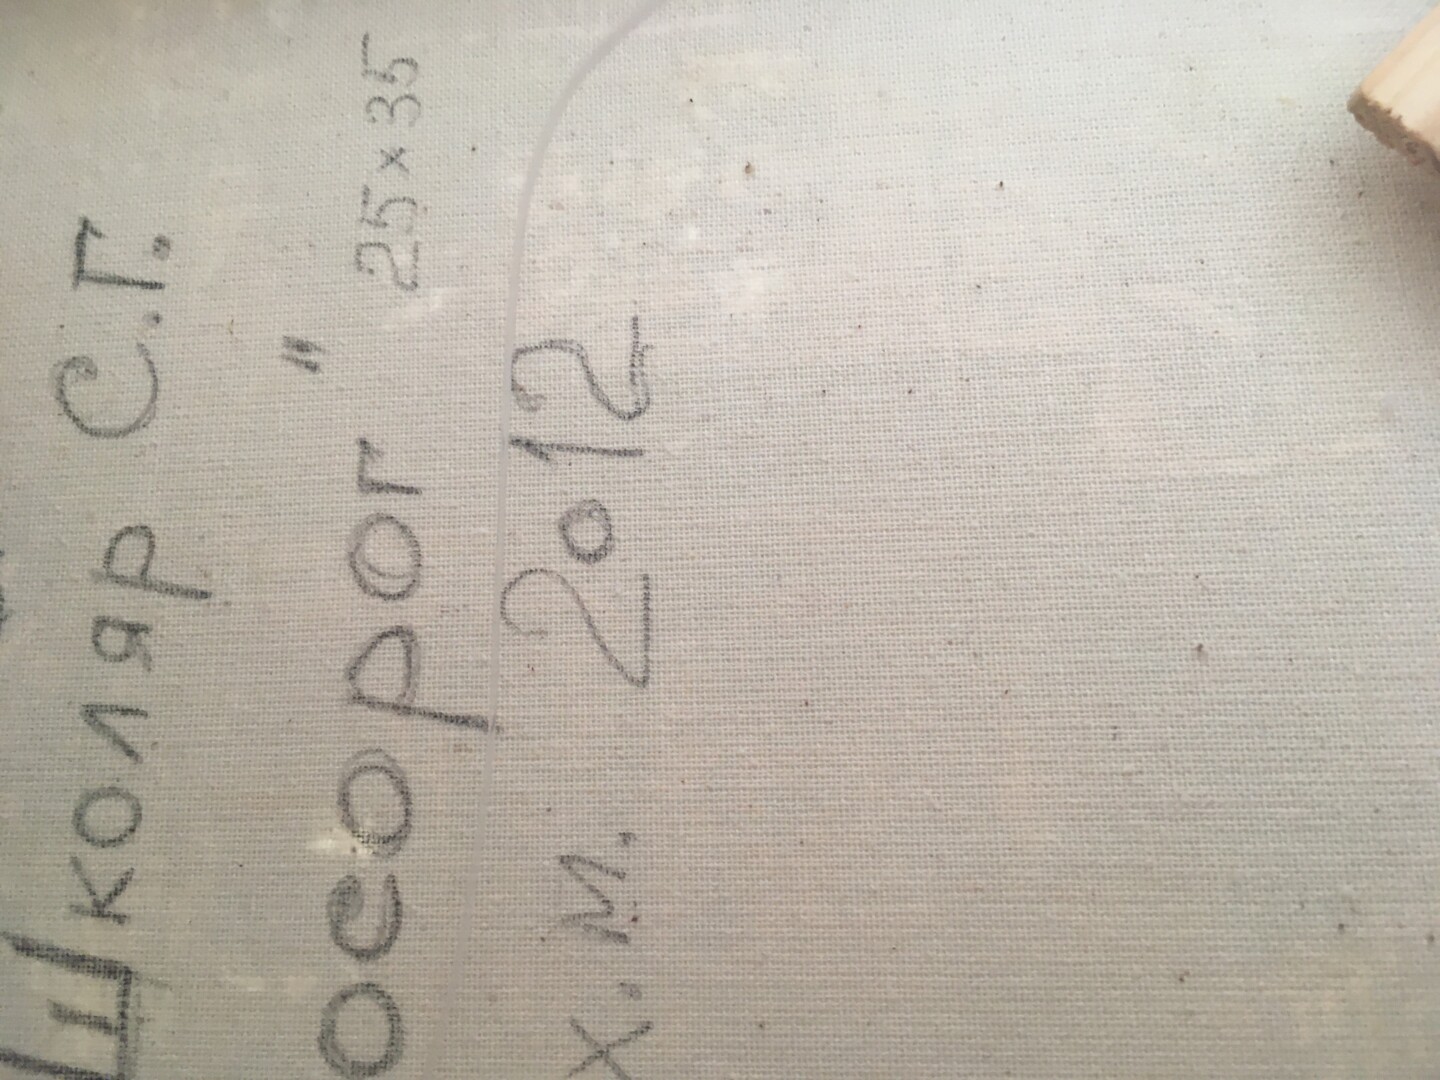 Школяр С.Г.
осорог" 25×35
х.м. 2012